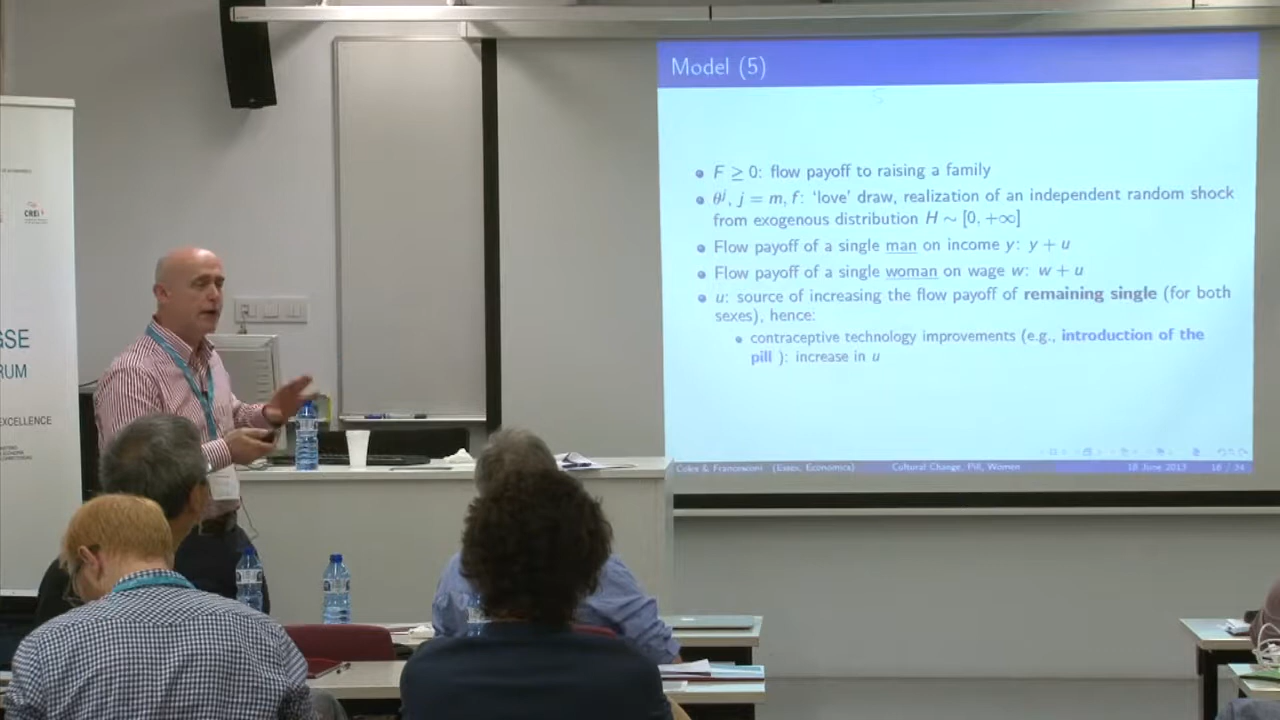 Model (5)
F ≥ 0: flow payoff to raising a family
θʲ, j = m, f: 'love' draw, realization of an independent random shock
from exogenous distribution H ∼ [0, +∞]
Flow payoff of a single man on income y: y + u
Flow payoff of a single woman on wage w: w + u
u: source of increasing the flow payoff of remaining single (for both
sexes), hence:
contraceptive technology improvements (e.g., introduction of the
pill ): increase in u
Coles & Francesconi (Essex, Economics)
Cultural Change, Pill, Women
18 June 2013
16 / 34
CREi
GSE
RUM
EXCELLENCE